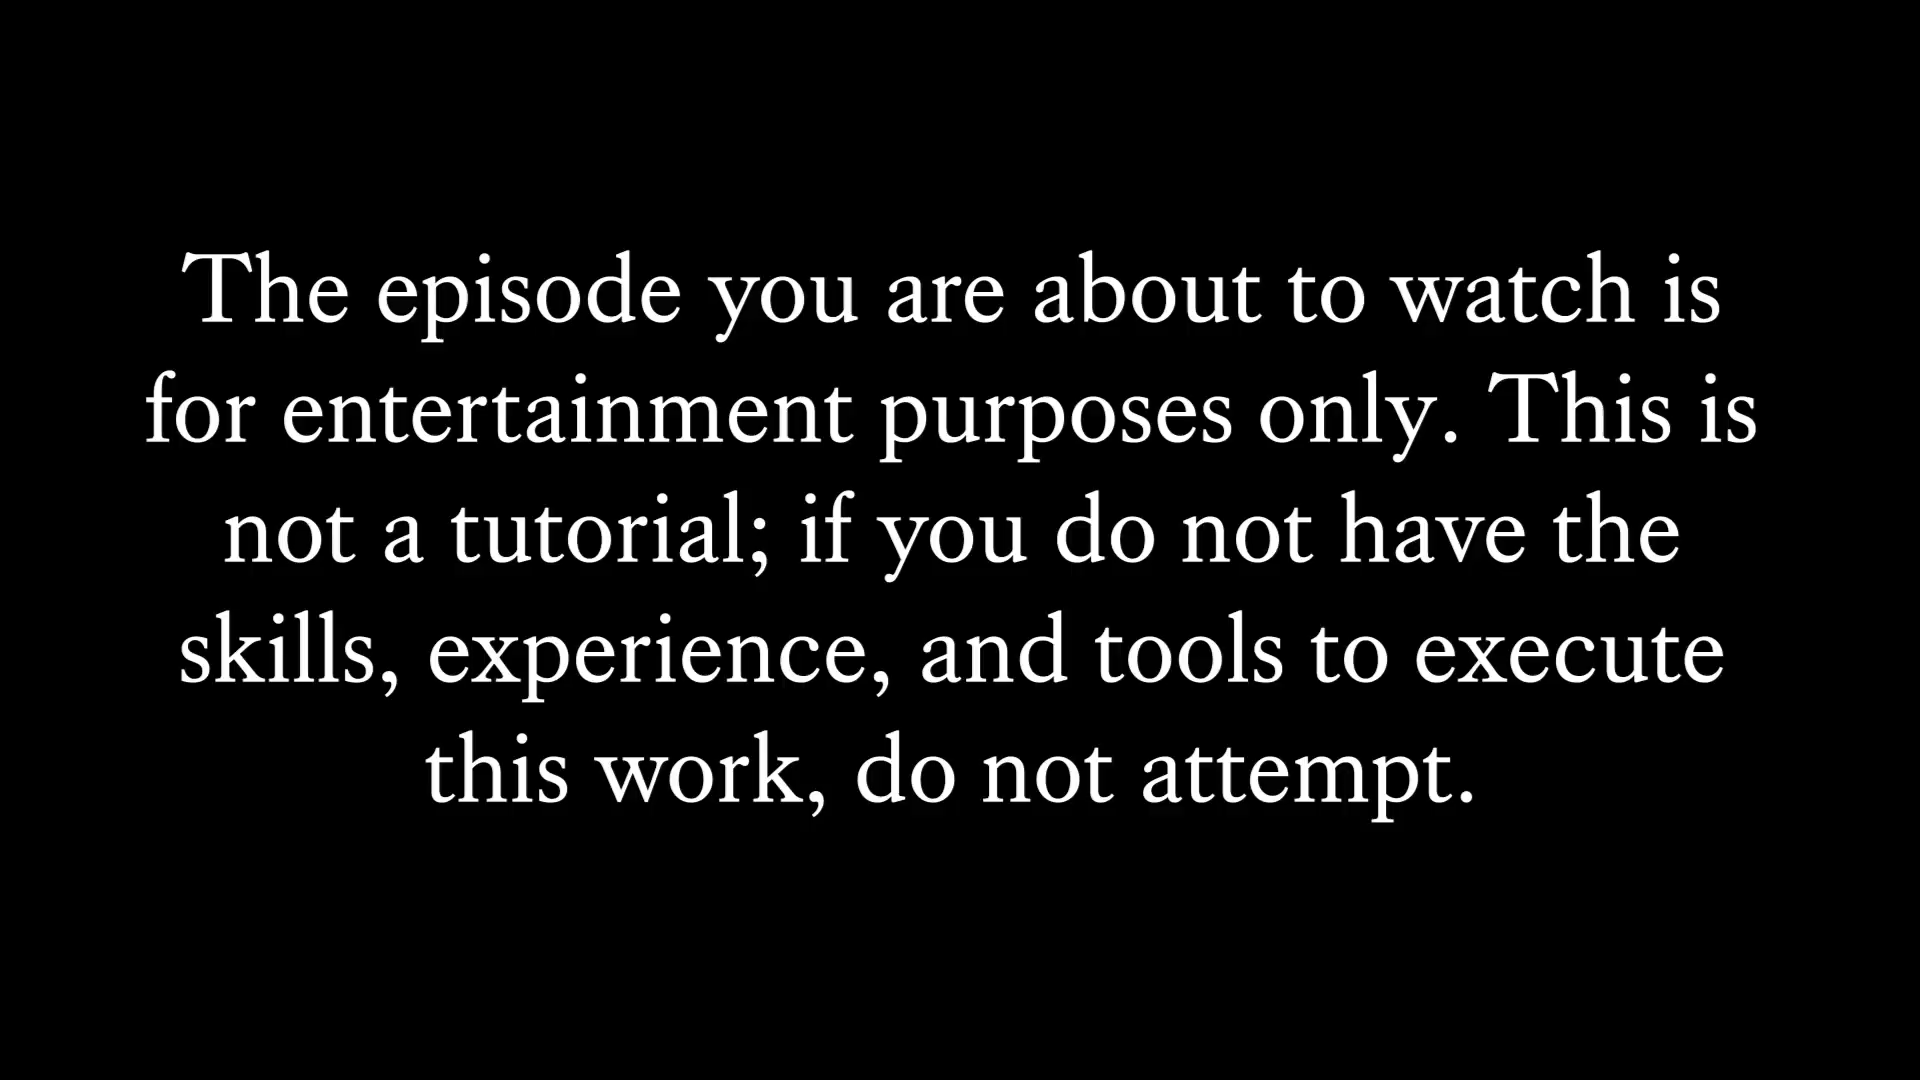 The episode you are about to watch is
for entertainment purposes only. This is
not a tutorial; if you do not have the
skills, experience, and tools to execute
this work, do not attempt.